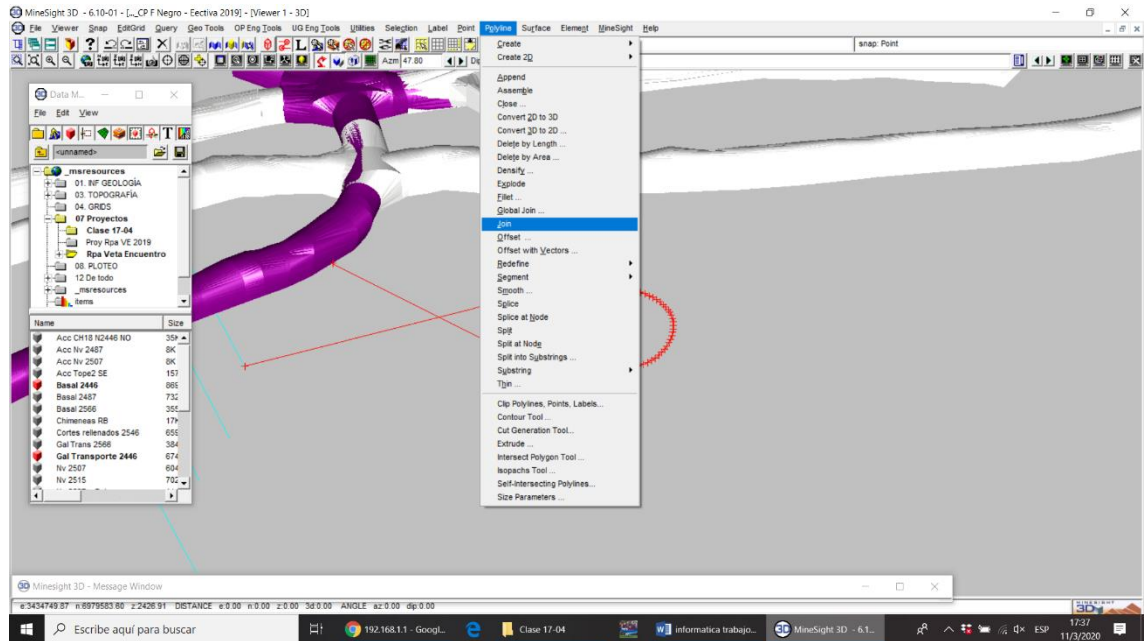 MineSight 3D - 6.10-01 - [..._CP F Negro - Eectiva 2019] - [Viewer 1 - 3D]
File Viewer Snap EditGrid Query Geo Tools OP Eng Tools UG Eng Tools Utilities Selection Label Point Polyline Surface Element MineSight Help
snap: Point
Azm 47.80
Data M...
File Edit View
<unnamed>
_msresources
01. INF GEOLOGÍA
03. TOPOGRAFÍA
04. GRIDS
07 Proyectos
Clase 17-04
Proy Rpa VE 2019
Rpa Veta Encuentro
08. PLOTEO
12 De todo
_msresources
items
Name Size
Acc CH18 N2446 NO 35K
Acc Nv 2487 8K
Acc Nv 2507 8K
Acc Tope2 SE 157
Basal 2446 869
Basal 2487 732
Basal 2566 355
Chimeneas RB 17K
Cortes rellenados 2546 659
Gal Trans 2566 384
Gal Transporte 2446 674
Nv 2507 604
Nv 2515 702
Create
Create 2D
Append
Assemble
Close ...
Convert 2D to 3D
Convert 3D to 2D ...
Delete by Length ...
Delete by Area ...
Densify ...
Explode
Fillet ...
Global Join ...
Join
Offset ...
Offset with Vectors ...
Redefine
Segment
Smooth ...
Splice
Splice at Node
Split
Split at Node
Split into Substrings ...
Substring
Thin ...
Clip Polylines, Points, Labels...
Contour Tool ...
Cut Generation Tool...
Extrude ...
Intersect Polygon Tool ...
Isopachs Tool ...
Self-Intersecting Polylines...
Size Parameters ...
Minesight 3D - Message Window
e:3434749.87 n:6979583.60 z:2426.91 DISTANCE e:0.00 n:0.00 z:0.00 3d:0.00 ANGLE az:0.00 dip:0.00
MINESIGHT 3D
Escribe aquí para buscar
192.168.1.1 - Googl...
Clase 17-04
informatica trabajo...
MineSight 3D - 6.1...
ESP
17:37
11/3/2020